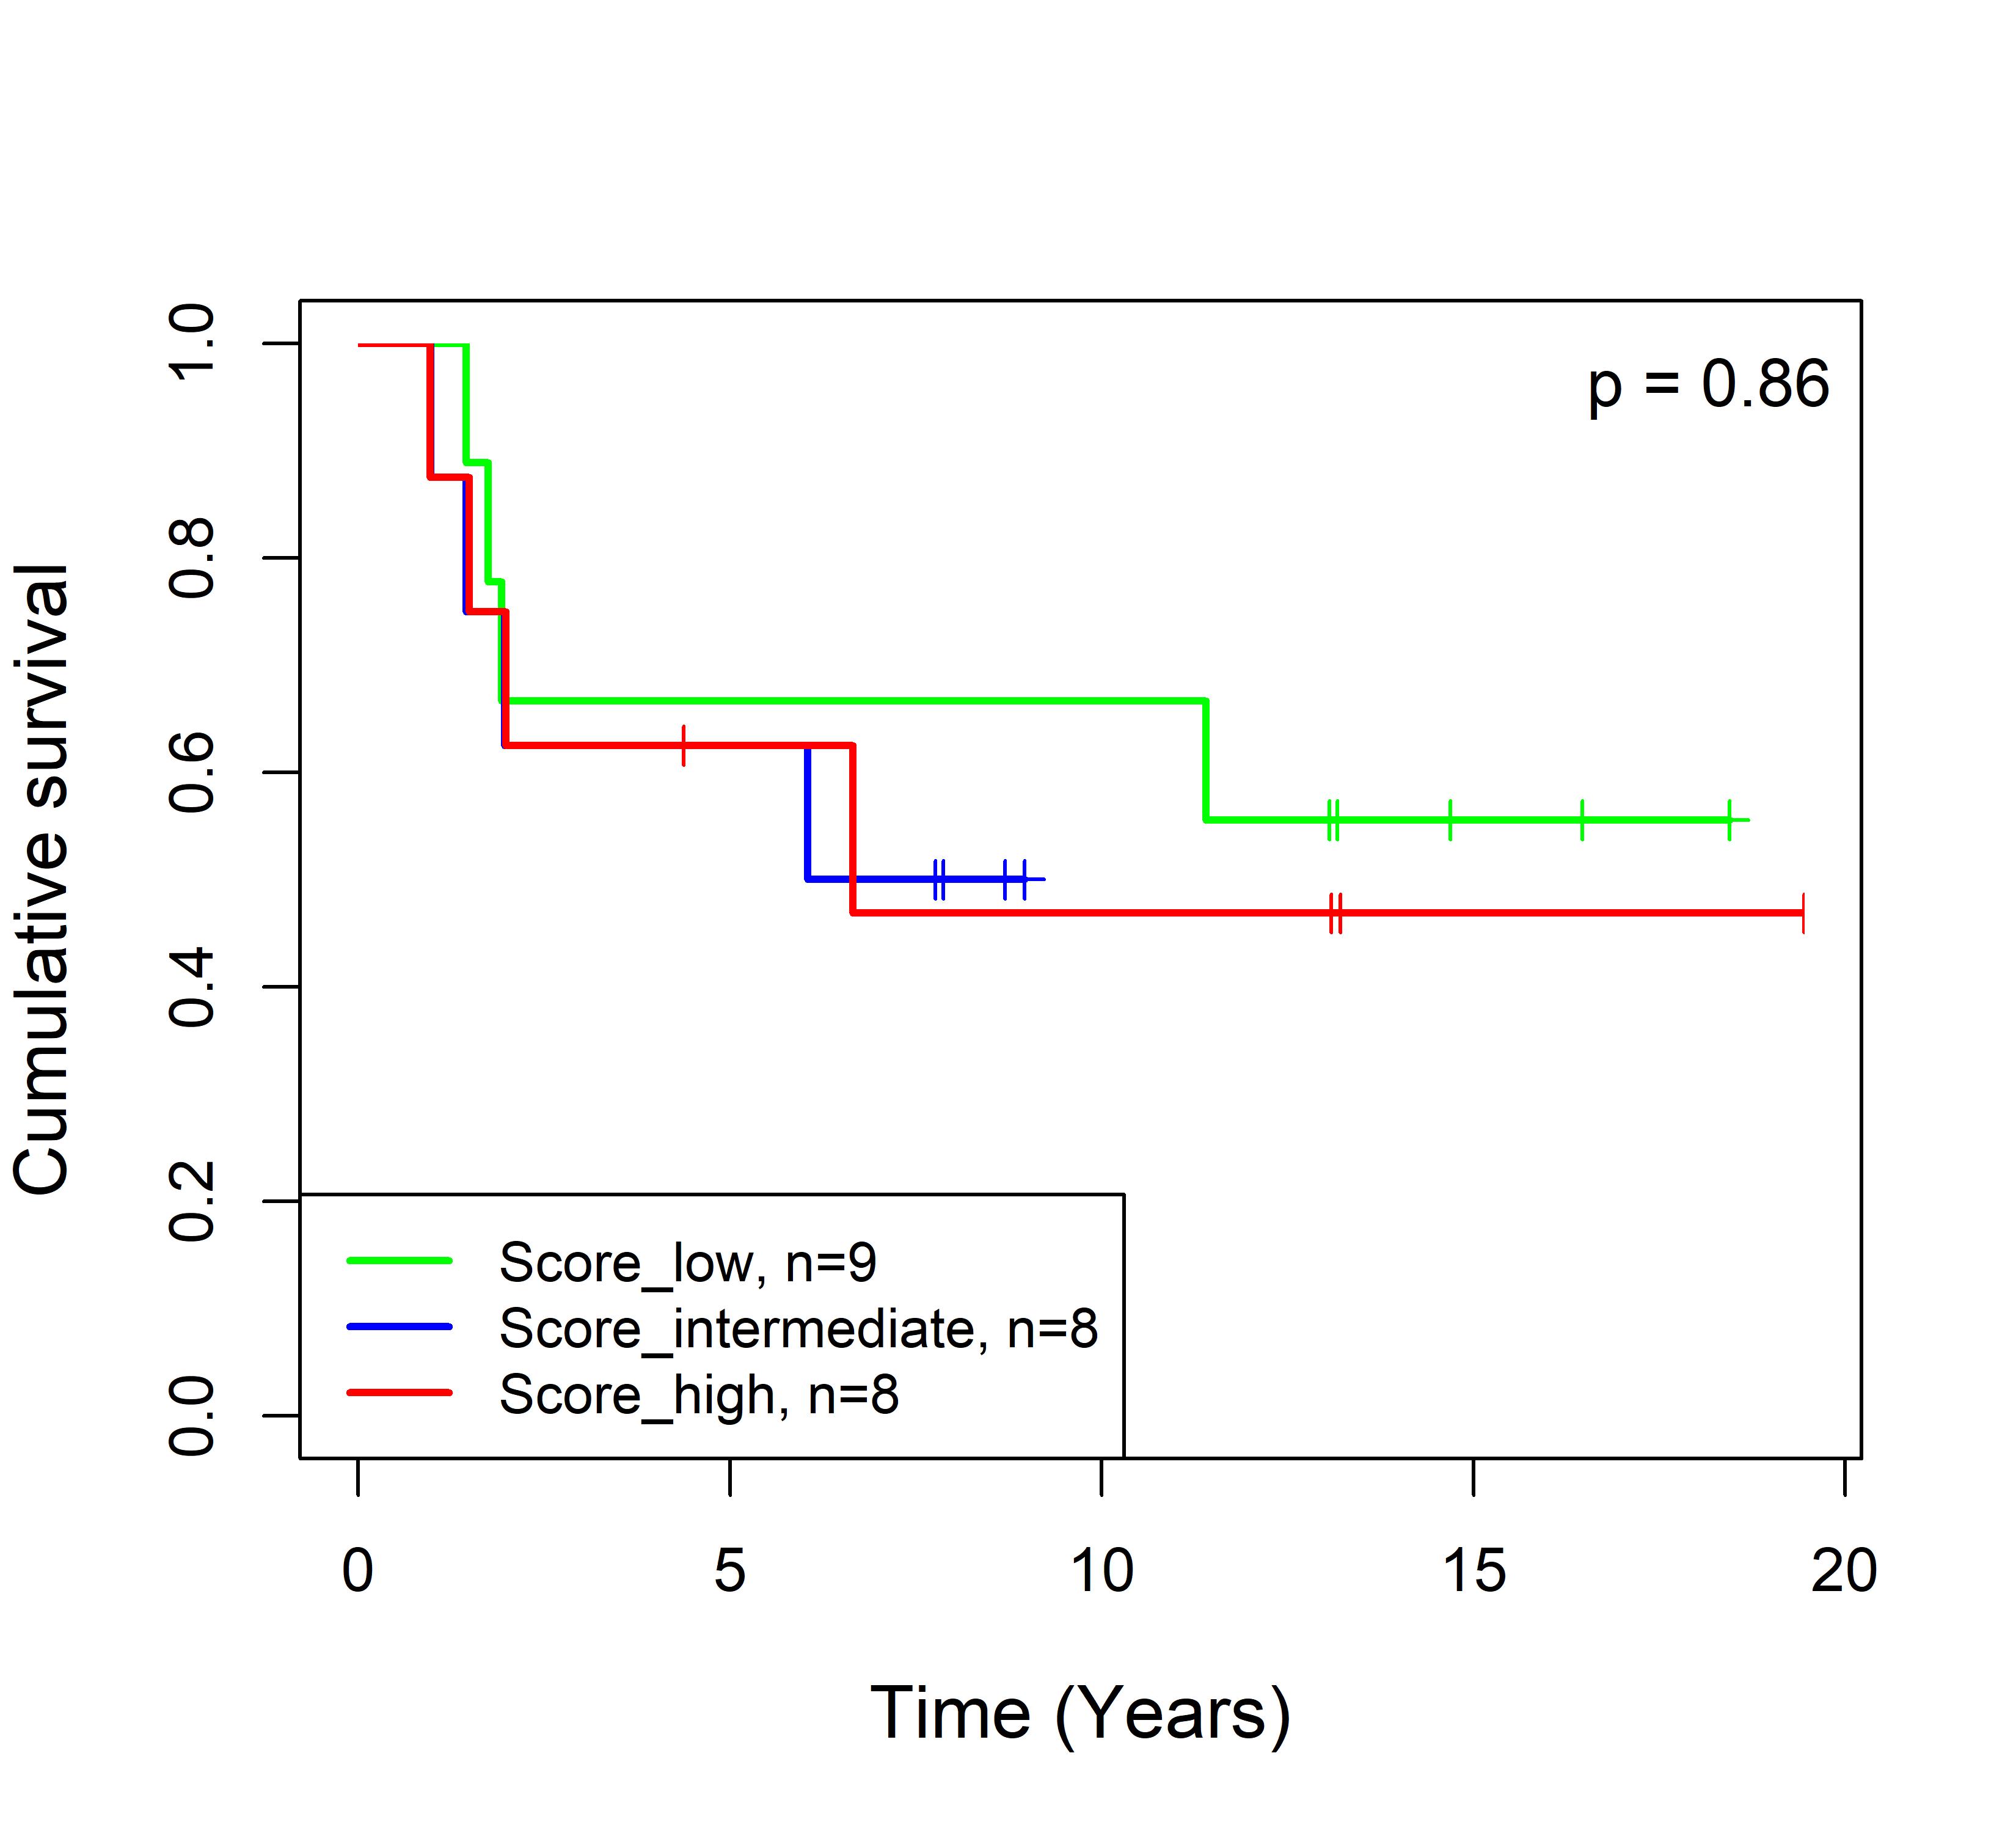 p = 0.86
Cumulative survival
1.0
0.8
0.6
0.4
0.2
0.0
Score_low, n=9
Score_intermediate, n=8
Score_high, n=8
0 5 10 15 20
Time (Years)